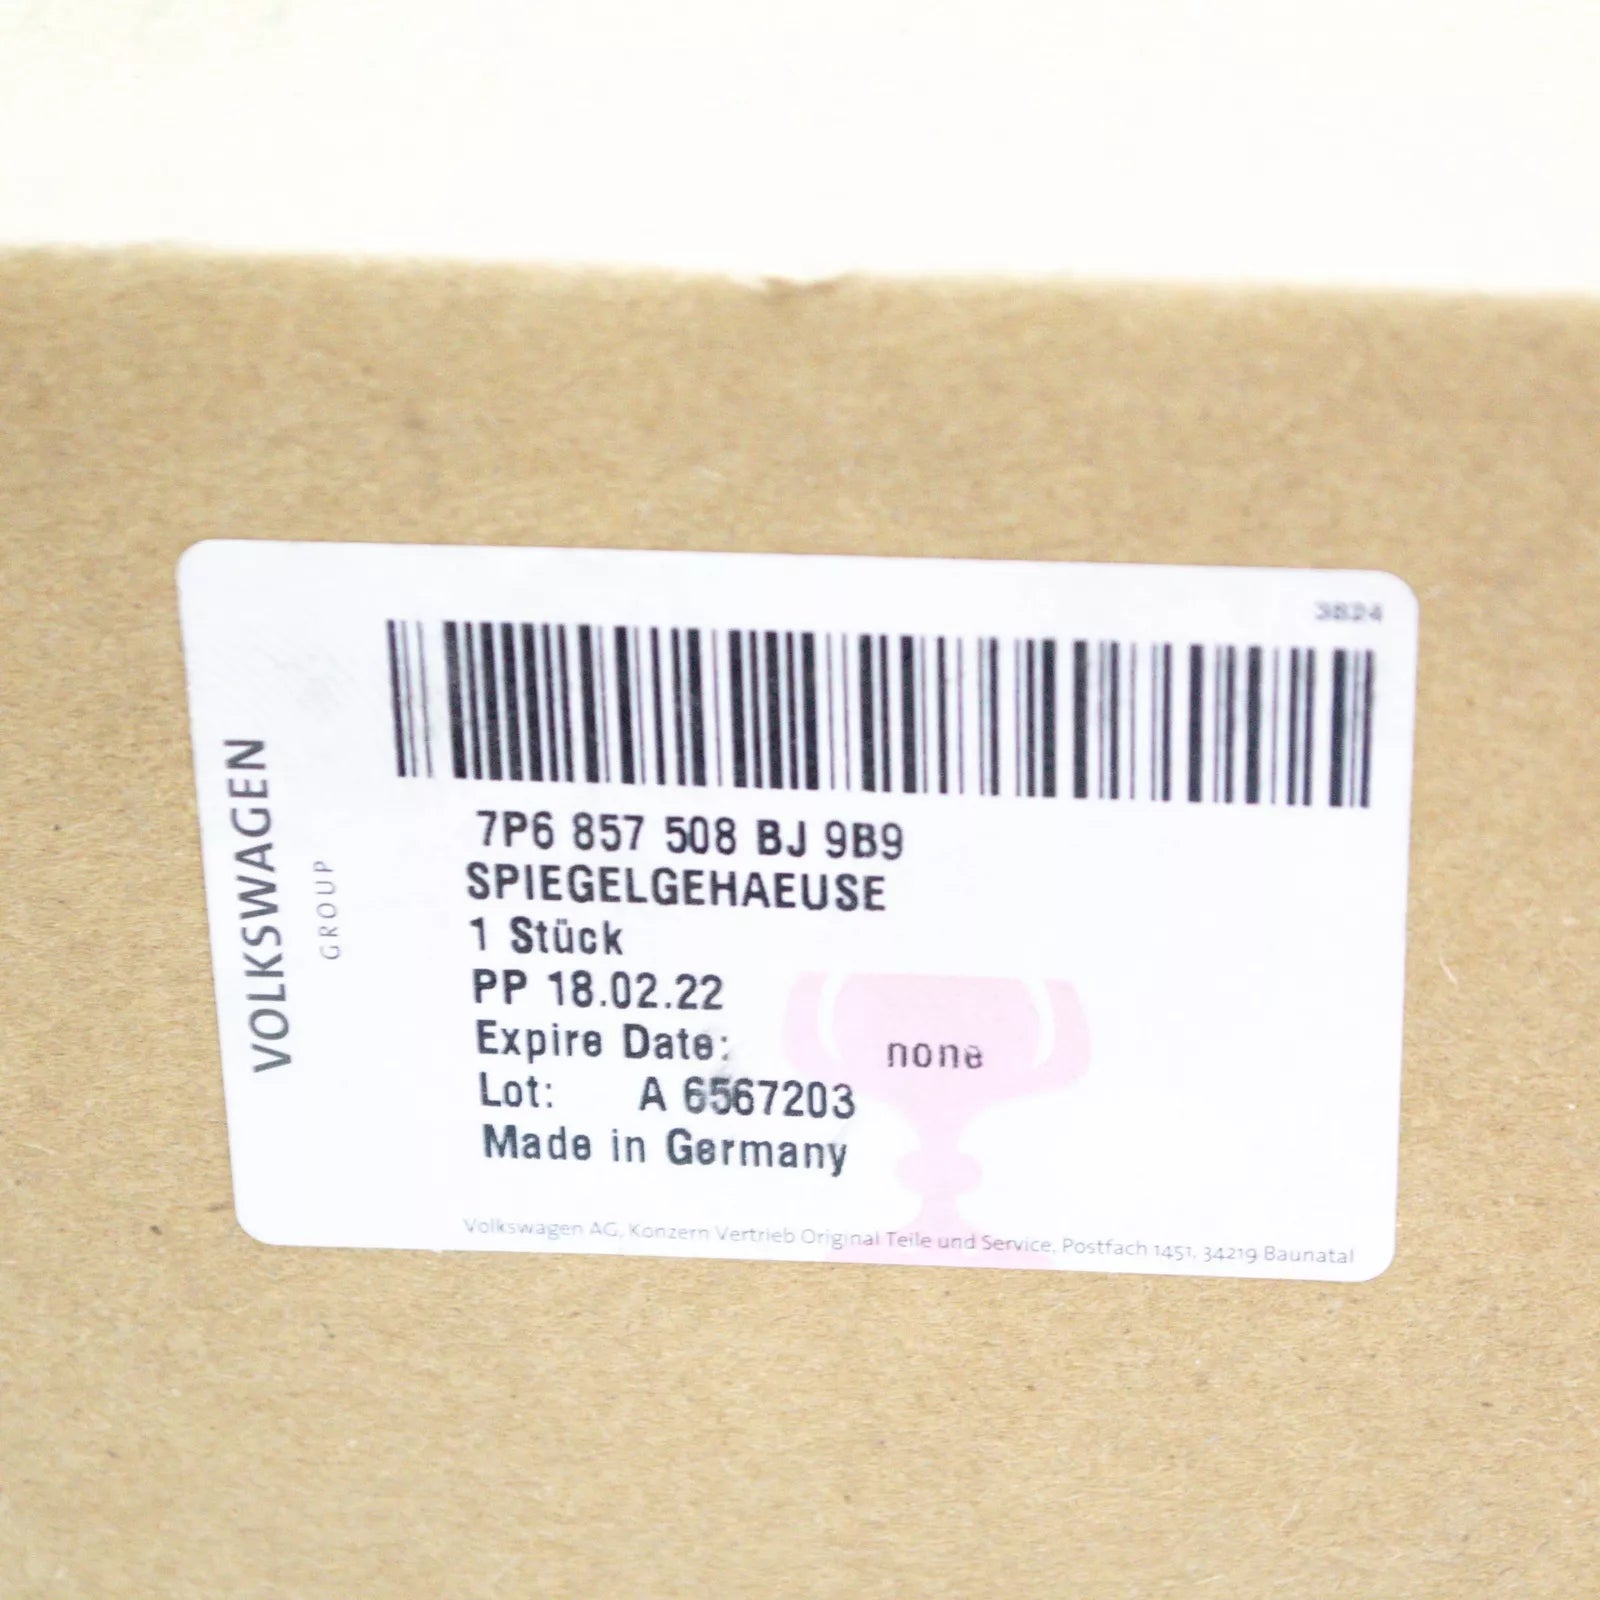 3824
VOLKSWAGEN
GROUP
7P6 857 508 BJ 9B9
SPIEGELGEHAEUSE
1 Stück
PP 18.02.22
Expire Date: none
Lot: A 6567203
Made in Germany
Volkswagen AG, Konzern Vertrieb Original Teile und Service, Postfach 1451, 34219 Baunatal